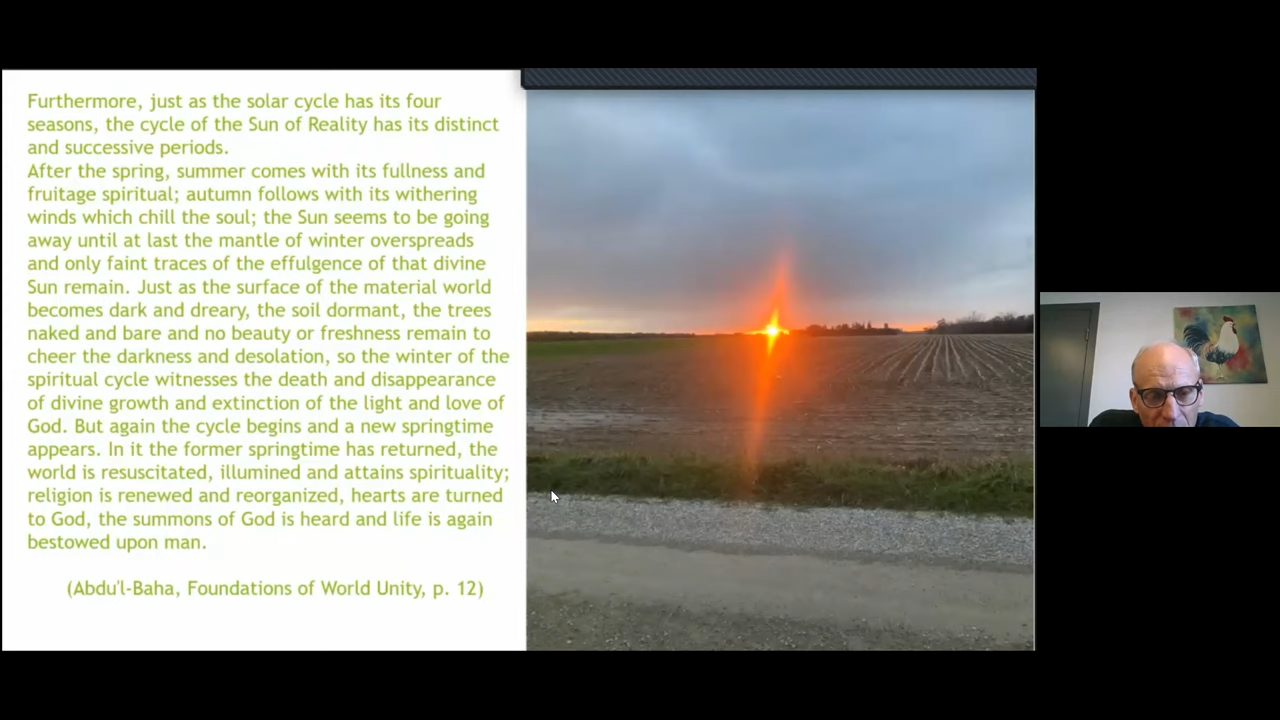 Furthermore, just as the solar cycle has its four
seasons, the cycle of the Sun of Reality has its distinct
and successive periods.
After the spring, summer comes with its fullness and
fruitage spiritual; autumn follows with its withering
winds which chill the soul; the Sun seems to be going
away until at last the mantle of winter overspreads
and only faint traces of the effulgence of that divine
Sun remain. Just as the surface of the material world
becomes dark and dreary, the soil dormant, the trees
naked and bare and no beauty or freshness remain to
cheer the darkness and desolation, so the winter of the
spiritual cycle witnesses the death and disappearance
of divine growth and extinction of the light and love of
God. But again the cycle begins and a new springtime
appears. In it the former springtime has returned, the
world is resuscitated, illumined and attains spirituality;
religion is renewed and reorganized, hearts are turned
to God, the summons of God is heard and life is again
bestowed upon man.
(Abdu'l-Baha, Foundations of World Unity, p. 12)